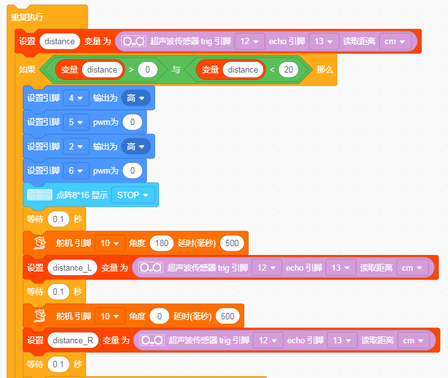 重复执行
设置 distance 变量为 超声波传感器 trig 引脚 12 echo 引脚 13 读取距离 cm
如果 变量 distance > 0 与 变量 distance < 20 那么
设置引脚 4 输出为 高
设置引脚 5 pwm为 0
设置引脚 2 输出为 高
设置引脚 6 pwm为 0
点阵8*16 显示 STOP
等待 0.1 秒
舵机 引脚 10 角度 180 延时(毫秒) 500
设置 distance_L 变量为 超声波传感器 trig 引脚 12 echo 引脚 13 读取距离 cm
等待 0.1 秒
舵机 引脚 10 角度 0 延时(毫秒) 500
设置 distance_R 变量为 超声波传感器 trig 引脚 12 echo 引脚 13 读取距离 cm
等待 0.1 秒